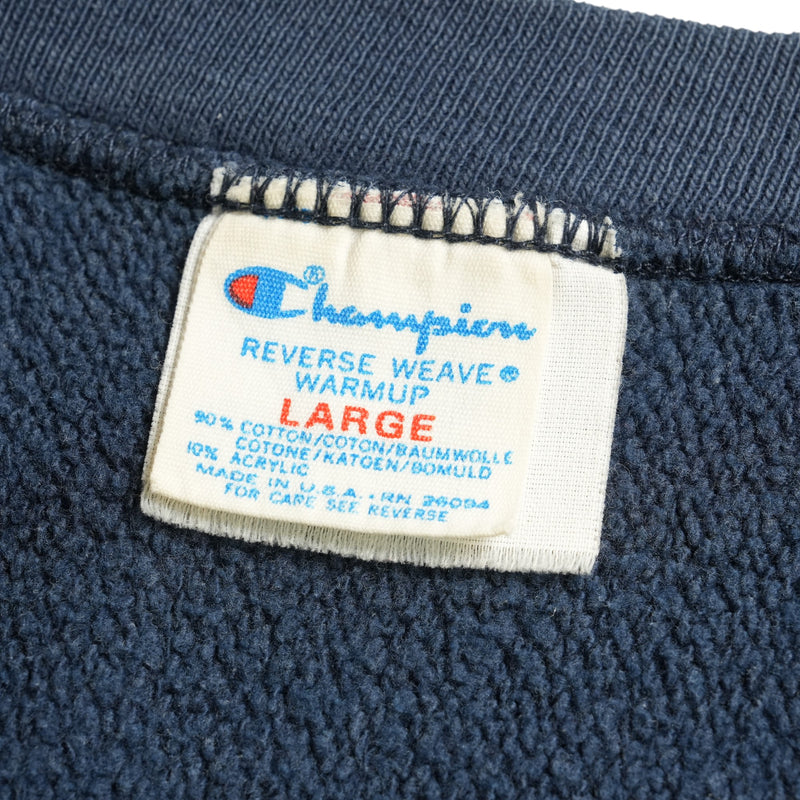 Champion®
REVERSE WEAVE®
WARMUP
LARGE
90% COTTON/COTON/BAUMWOLLE
COTONE/KATOEN/BOMULD
10% ACRYLIC
MADE IN U.S.A. · RN 26094
FOR CARE SEE REVERSE